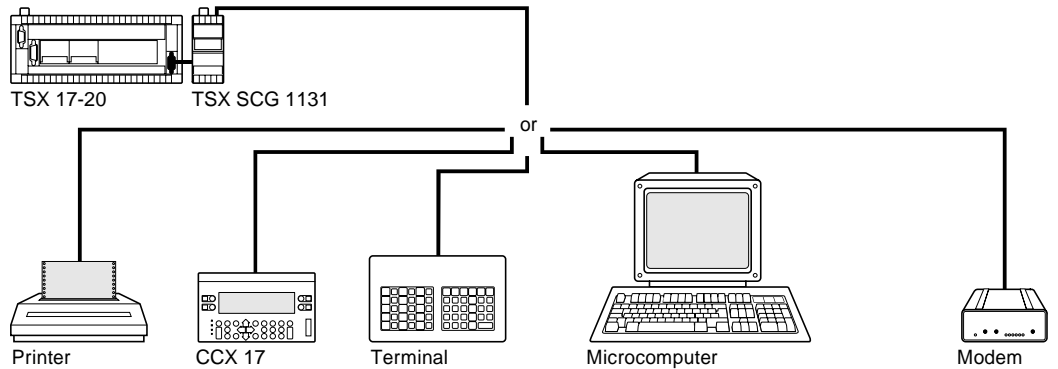 TSX 17-20 TSX SCG 1131
or
Printer CCX 17 Terminal Microcomputer Modem